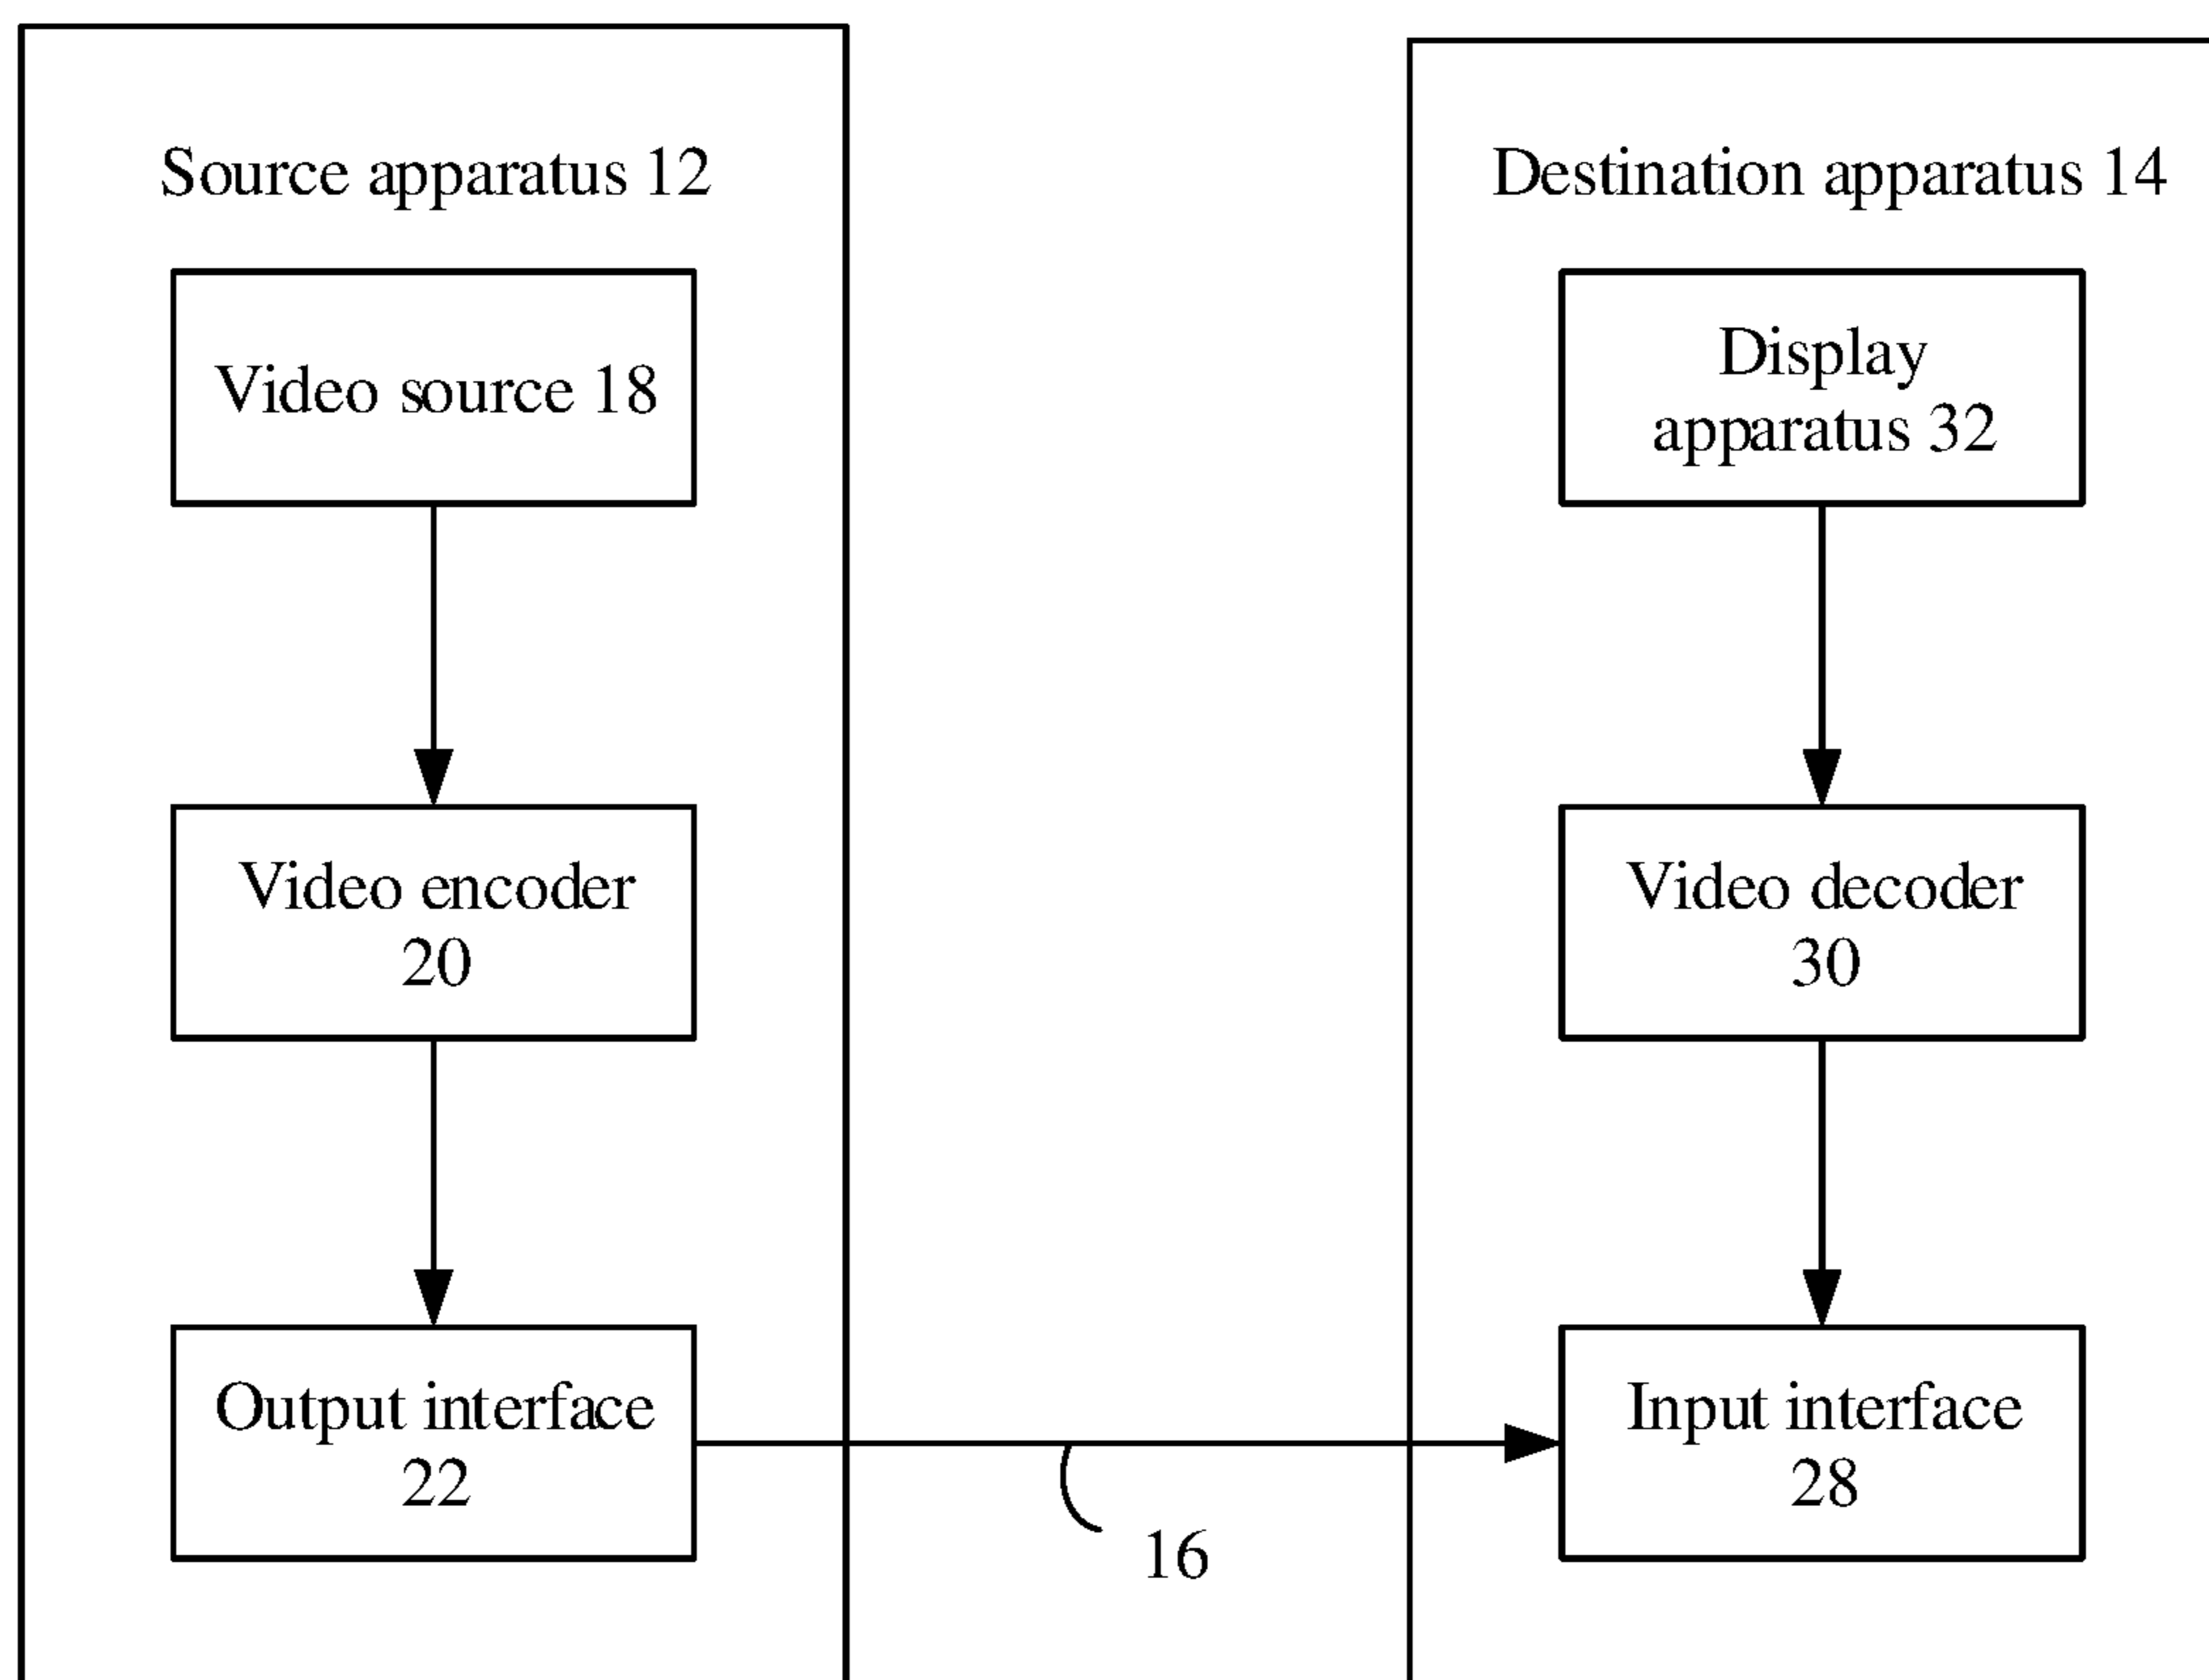 Source apparatus 12
Video source 18
Video encoder
20
Output interface
22
16
Destination apparatus 14
Display
apparatus 32
Video decoder
30
Input interface
28